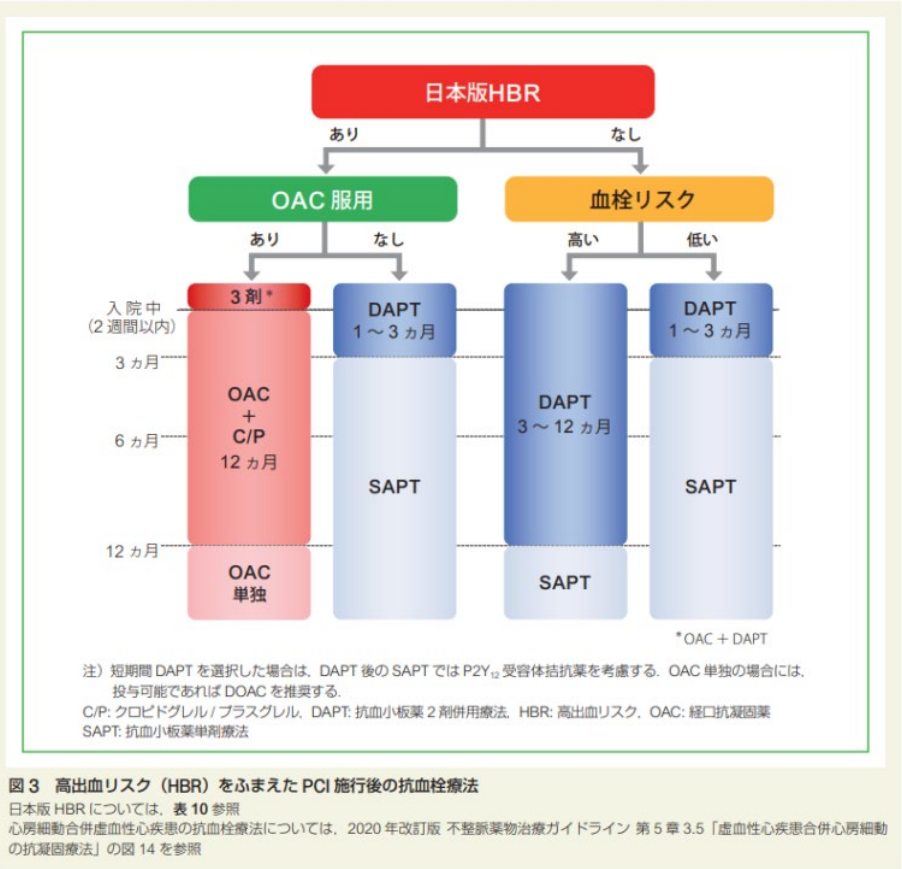 日本版HBR
あり
なし
OAC 服用
血栓リスク
あり
なし
高い
低い
3 剤 *
DAPT
1 ~ 3 ヵ月
DAPT
1 ~ 3 ヵ月
入院中
(2 週間以内)
3 ヵ月
OAC
+
C/P
12 ヵ月
DAPT
3 ~ 12 ヵ月
6 ヵ月
SAPT
SAPT
12 ヵ月
OAC
単独
SAPT
*OAC + DAPT
注)短期間 DAPT を選択した場合は,DAPT 後の SAPT では P2Y₁₂ 受容体拮抗薬を考慮する.OAC 単独の場合には,
投与可能であれば DOAC を推奨する.
C/P: クロピドグレル / プラスグレル,DAPT: 抗血小板薬 2 剤併用療法,HBR: 高出血リスク,OAC: 経口抗凝固薬
SAPT: 抗血小板薬単剤療法
図 3 高出血リスク(HBR)をふまえた PCI 施行後の抗血栓療法
日本版 HBR については,表 10 参照
心房細動合併虚血性心疾患の抗血栓療法については,2020 年改訂版 不整脈薬物治療ガイドライン 第 5 章 3.5「虚血性心疾患合併心房細動
の抗凝固療法」の図 14 を参照